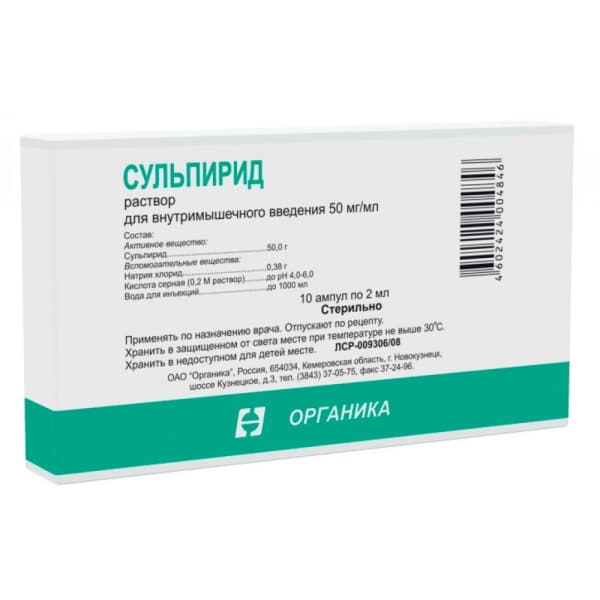 СУЛЬПИРИД
раствор
для внутримышечного введения 50 мг/мл
Состав:
Активное вещество:
Сульпирид..................................50,0 г
Вспомогательные вещества:
Натрия хлорид............................0,38 г
Кислота серная (0,2 М раствор)......до pH 4,0-6,0
Вода для инъекций....................до 1000 мл
10 ампул по 2 мл
Стерильно
Применять по назначению врача. Отпускают по рецепту.
Хранить в защищенном от света месте при температуре не выше 30°С.
Хранить в недоступном для детей месте. ЛСР-009306/08
ОАО "Органика", Россия, 654034, Кемеровская область, г. Новокузнецк,
шоссе Кузнецкое, д.3, тел. (3843) 37-05-75, факс 37-24-96.
ОРГАНИКА
4602424004846